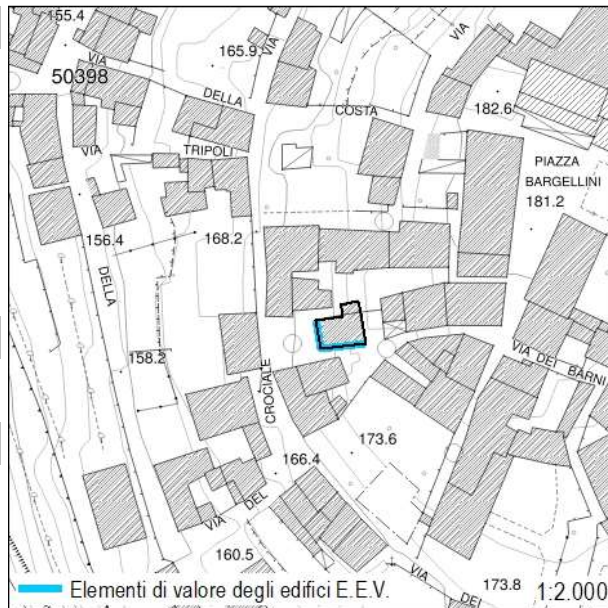 155.4
VIA
50398
165.9
VIA
VIA
DELLA
COSTA
182.6
VIA
TRIPOLI
PIAZZA
BARGELLINI
181.2
156.4
168.2
DELLA
158.2
CROCIALE
VIA DEI BARNI
173.6
166.4
VIA DEL
160.5
VIA DEI
173.8
Elementi di valore degli edifici E.E.V.
1:2.000